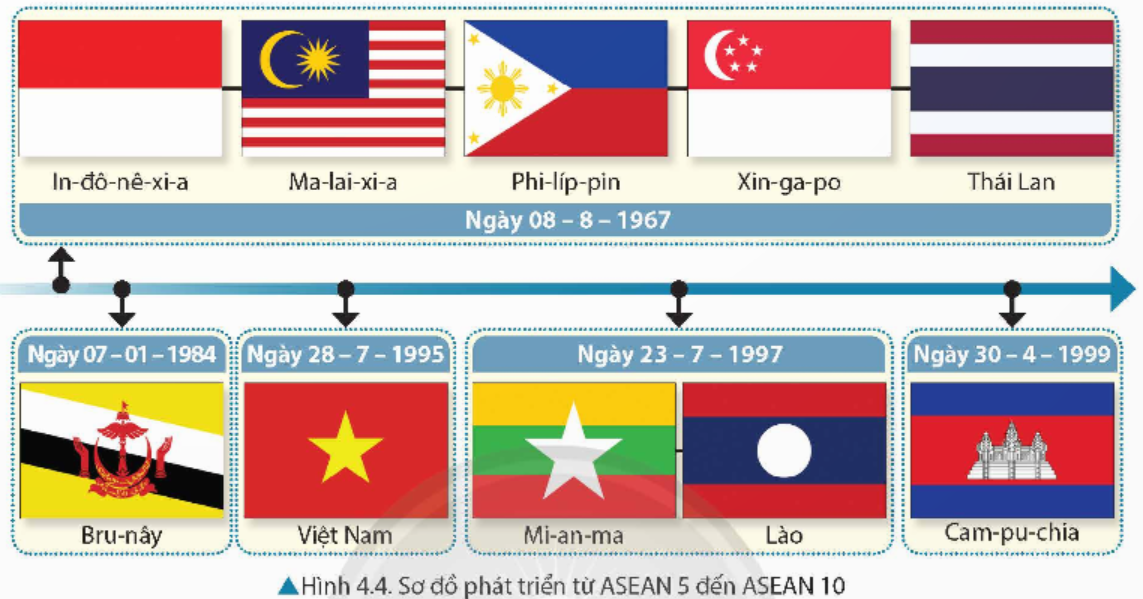 In-đô-nê-xi-a Ma-lai-xi-a Phi-líp-pin Xin-ga-po Thái Lan
Ngày 08 – 8 – 1967
Ngày 07 – 01 – 1984 Ngày 28 – 7 – 1995 Ngày 23 – 7 – 1997 Ngày 30 – 4 – 1999
Bru-nây Việt Nam Mi-an-ma Lào Cam-pu-chia
▲Hình 4.4. Sơ đồ phát triển từ ASEAN 5 đến ASEAN 10